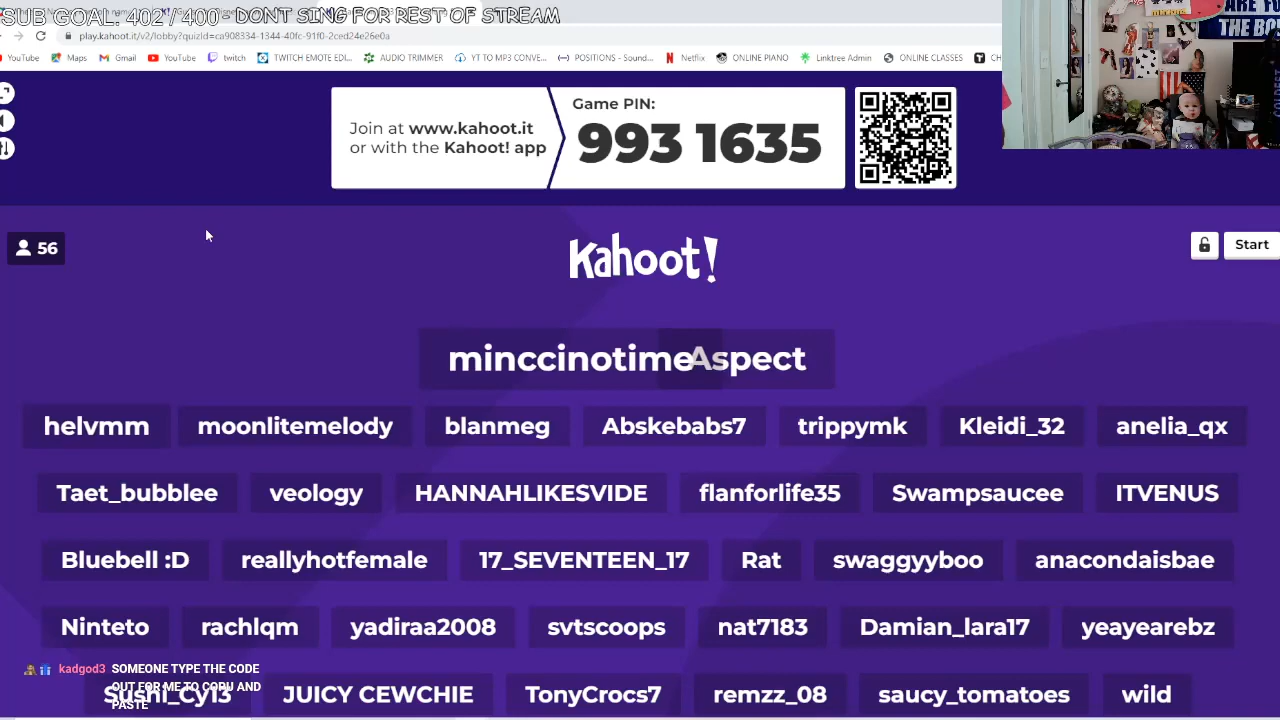 SUB GOAL: 402 / 400 - DONT SING FOR REST OF STREAM
play.kahoot.it/v2/lobby?quizId=ca908334-1344-40fc-91f0-2ced24e26e0a
YouTube Maps Gmail YouTube twitch TWITCH EMOTE EDI... AUDIO TRIMMER YT TO MP3 CONVE... POSITIONS - Sound... Netflix ONLINE PIANO Linktree Admin ONLINE CLASSES
Join at www.kahoot.it
or with the Kahoot! app
Game PIN:
993 1635
56
Kahoot!
Start
minccinotime Aspect
helvmm moonlitemelody blanmeg Abskebabs7 trippymk Kleidi_32 anelia_qx
Taet_bubblee veology HANNAHLIKESVIDE flanforlife35 Swampsaucee ITVENUS
Bluebell :D reallyhotfemale 17_SEVENTEEN_17 Rat swaggyyboo anacondaisbae
Ninteto rachlqm yadiraa2008 svtscoops nat7183 Damian_lara17 yeayearebz
Sushi_Cy13 JUICY CEWCHIE TonyCrocs7 remzz_08 saucy_tomatoes wild
kadgod3 SOMEONE TYPE THE CODE
OUT FOR ME TO COPU AND
PASTE